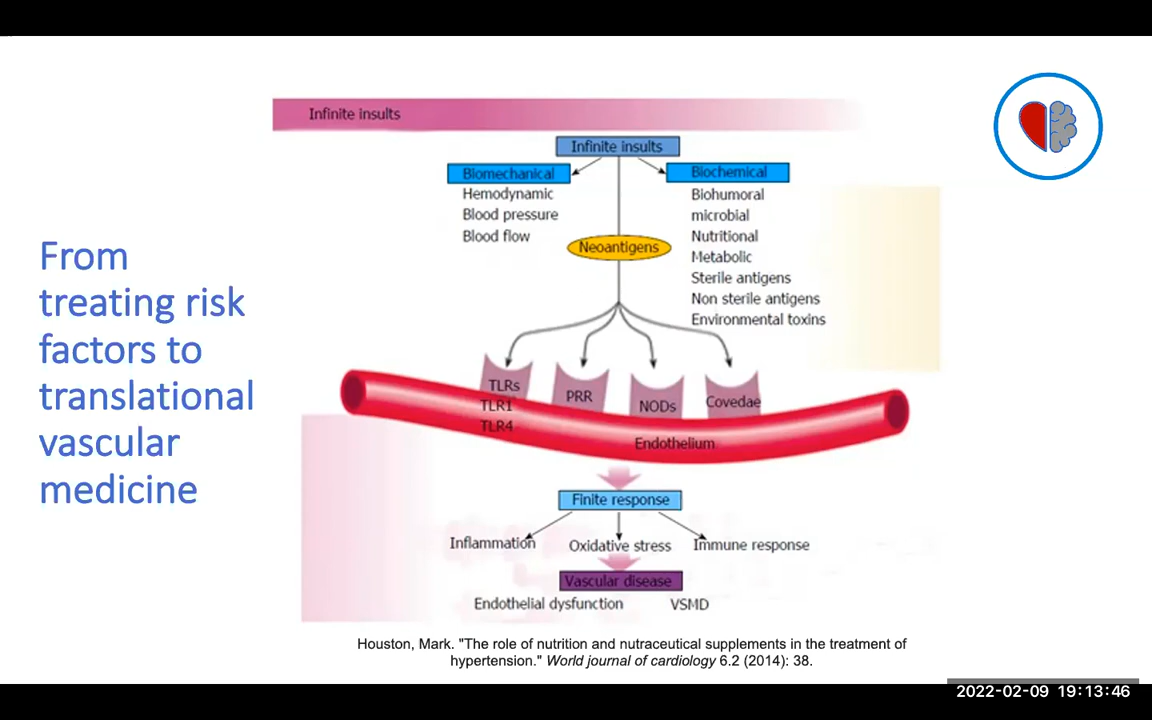 Infinite insults
Infinite insults
Biomechanical
Hemodynamic
Blood pressure
Blood flow
Biochemical
Biohumoral
microbial
Nutritional
Metabolic
Sterile antigens
Non sterile antigens
Environmental toxins
Neoantigens
From
treating risk
factors to
translational
vascular
medicine
TLRs
TLR1
TLR4
PRR
NODs
Covedae
Endothelium
Finite response
Inflammation
Oxidative stress
Immune response
Vascular disease
Endothelial dysfunction
VSMD
Houston, Mark. "The role of nutrition and nutraceutical supplements in the treatment of
hypertension." World journal of cardiology 6.2 (2014): 38.
2022-02-09 19:13:46